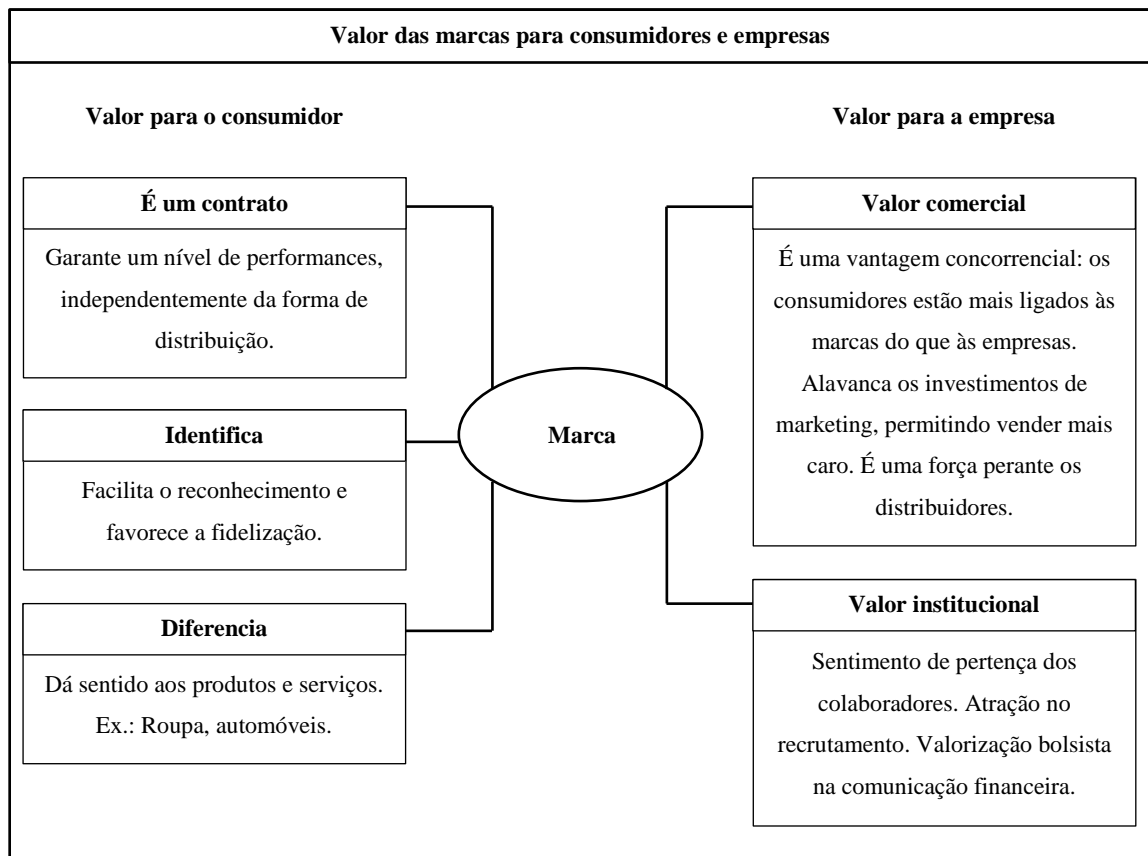 Valor das marcas para consumidores e empresas
Valor para o consumidor
É um contrato
Garante um nível de performances,
independentemente da forma de
distribuição.
Identifica
Facilita o reconhecimento e
favorece a fidelização.
Diferencia
Dá sentido aos produtos e serviços.
Ex.: Roupa, automóveis.
Marca
Valor para a empresa
Valor comercial
É uma vantagem concorrencial: os
consumidores estão mais ligados às
marcas do que às empresas.
Alavanca os investimentos de
marketing, permitindo vender mais
caro. É uma força perante os
distribuidores.
Valor institucional
Sentimento de pertença dos
colaboradores. Atração no
recrutamento. Valorização bolsista
na comunicação financeira.